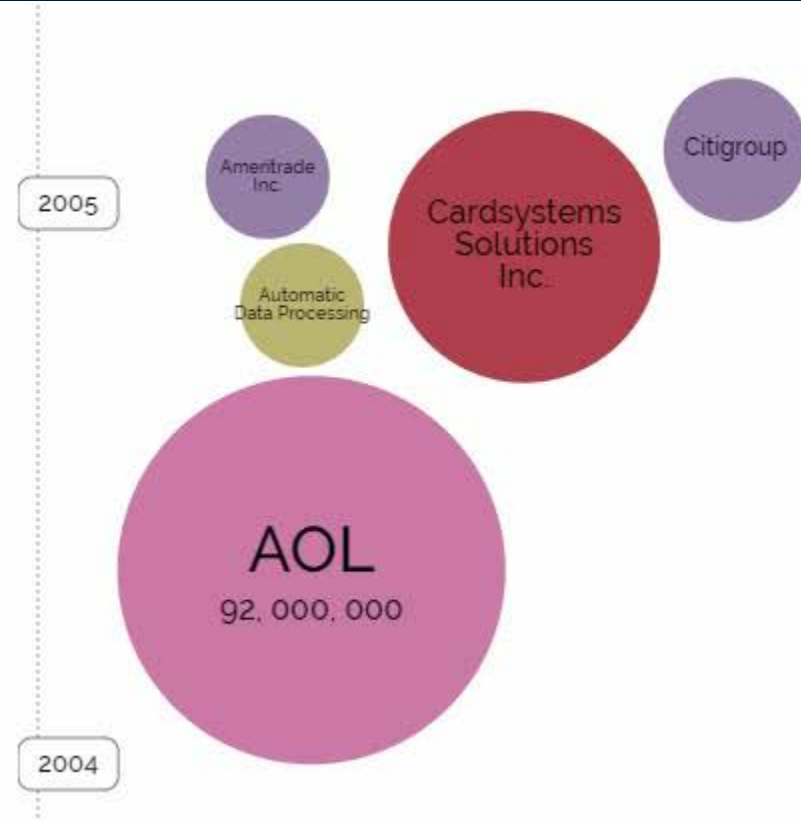 Citigroup
Ameritrade
Inc.
2005
Cardsystems
Solutions
Inc.
Automatic
Data Processing
AOL
92, 000, 000
2004